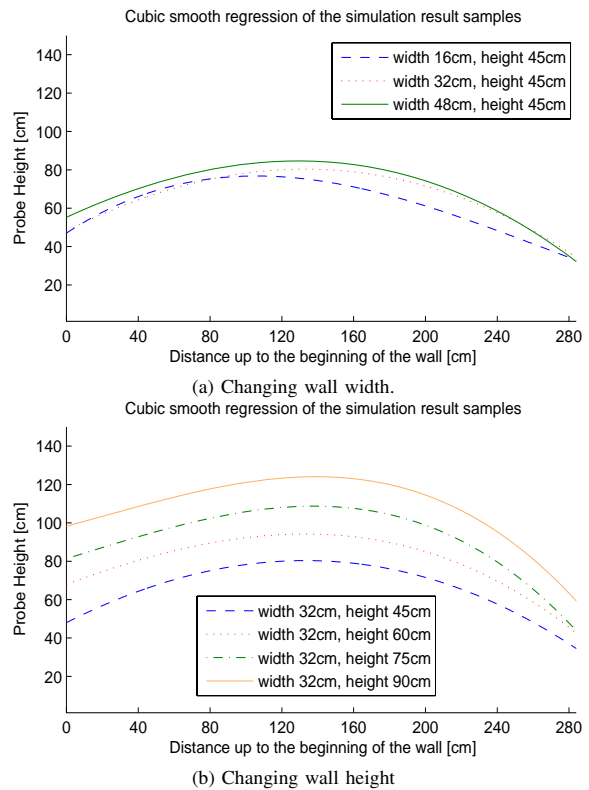 Cubic smooth regression of the simulation result samples
140
120
100
80
60
40
20
Probe Height [cm]
width 16cm, height 45cm
width 32cm, height 45cm
width 48cm, height 45cm
0 40 80 120 160 200 240 280
Distance up to the beginning of the wall [cm]
(a) Changing wall width.
Cubic smooth regression of the simulation result samples
140
120
100
80
60
40
20
Probe Height [cm]
width 32cm, height 45cm
width 32cm, height 60cm
width 32cm, height 75cm
width 32cm, height 90cm
0 40 80 120 160 200 240 280
Distance up to the beginning of the wall [cm]
(b) Changing wall height